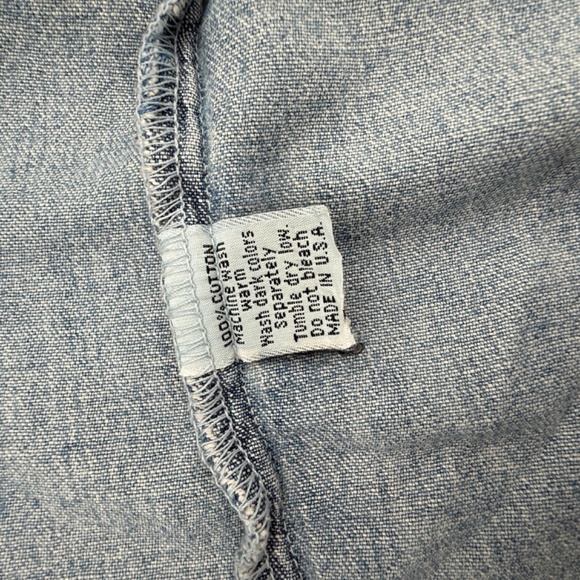 100% COTTON
Machine wash
warm
Wash dark colors
Separately
Tumble dry low.
Do not bleach
MADE IN U.S.A.